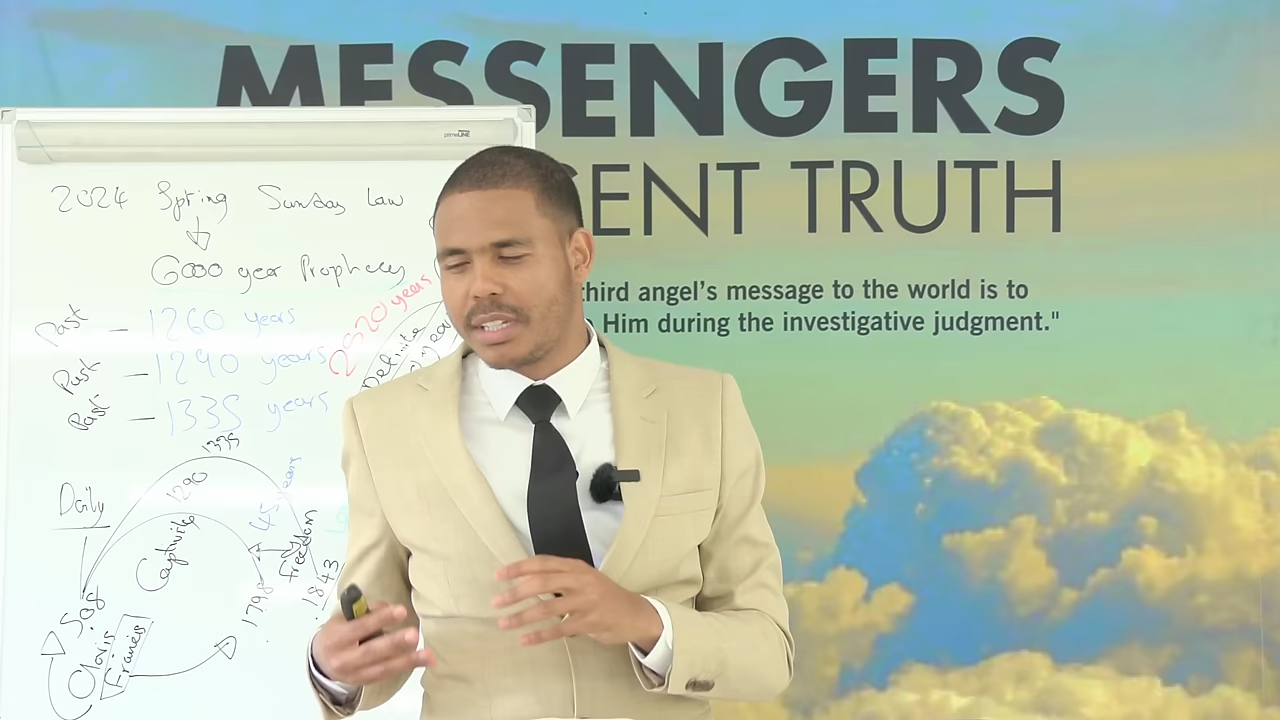 MESSENGERS
SENT TRUTH
third angel's message to the world is to
Him during the investigative judgment."
primeLINE
2024 Spring Sunday Law
6000 year Prophecy
Past - 1260 years
Past - 1290 years
Past - 1335 years
2520 years
Definite
1335
1290
Daily
45 years
Captivity
freedom
1843
1798
508
Clovis
Francis